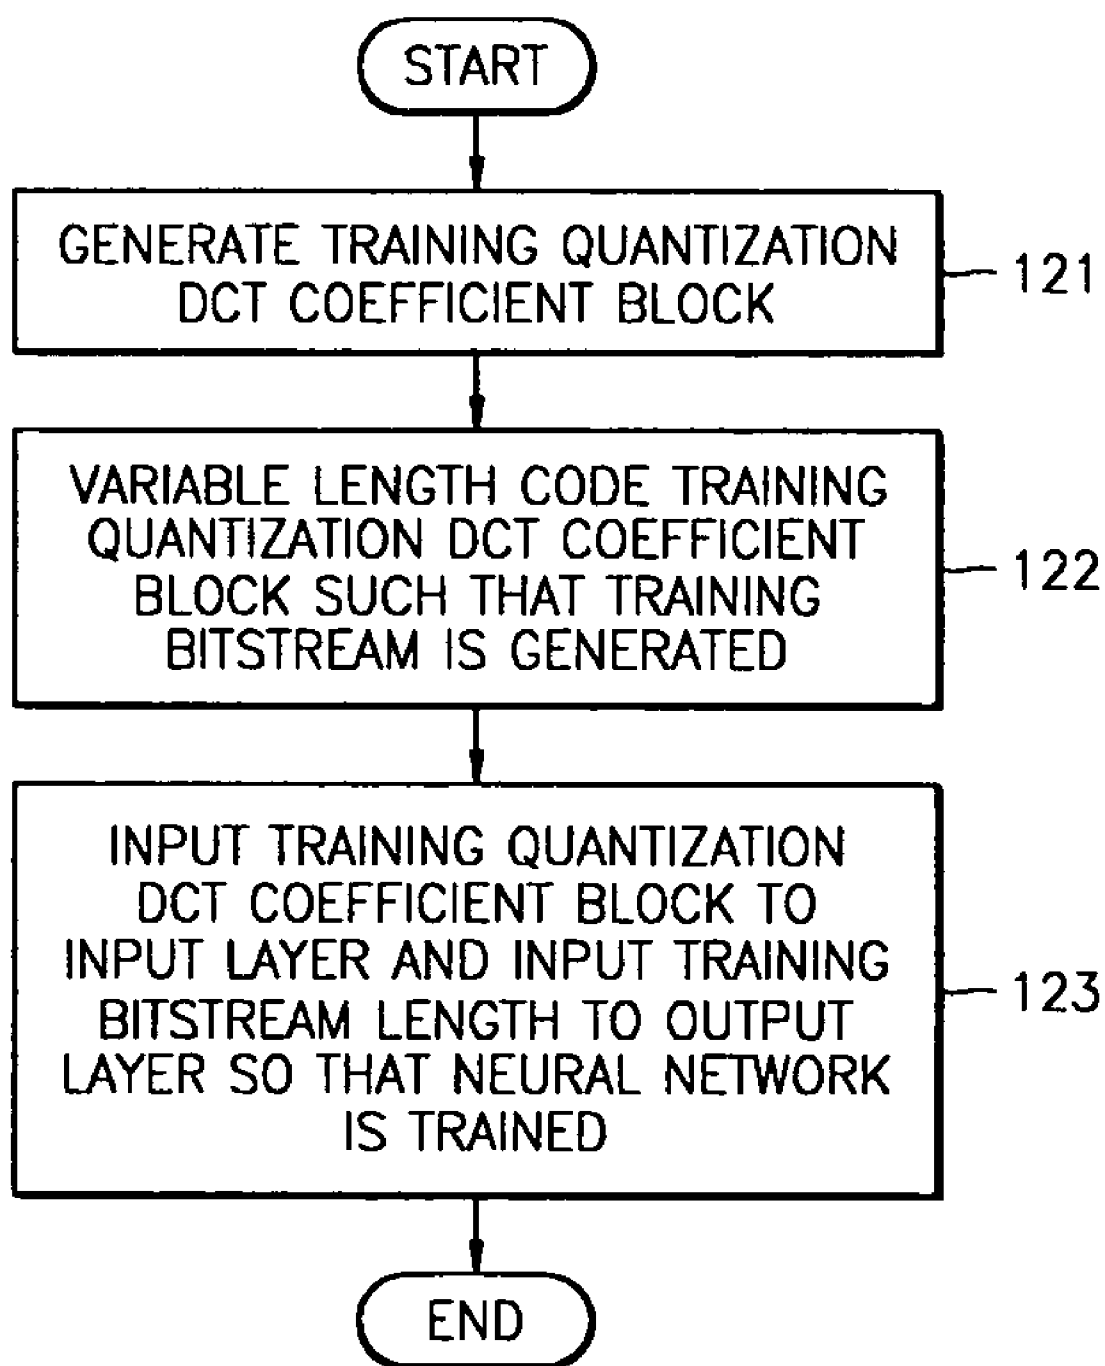 START
GENERATE TRAINING QUANTIZATION
DCT COEFFICIENT BLOCK
121
VARIABLE LENGTH CODE TRAINING
QUANTIZATION DCT COEFFICIENT
BLOCK SUCH THAT TRAINING
BITSTREAM IS GENERATED
122
INPUT TRAINING QUANTIZATION
DCT COEFFICIENT BLOCK TO
INPUT LAYER AND INPUT TRAINING
BITSTREAM LENGTH TO OUTPUT
LAYER SO THAT NEURAL NETWORK
IS TRAINED
123
END